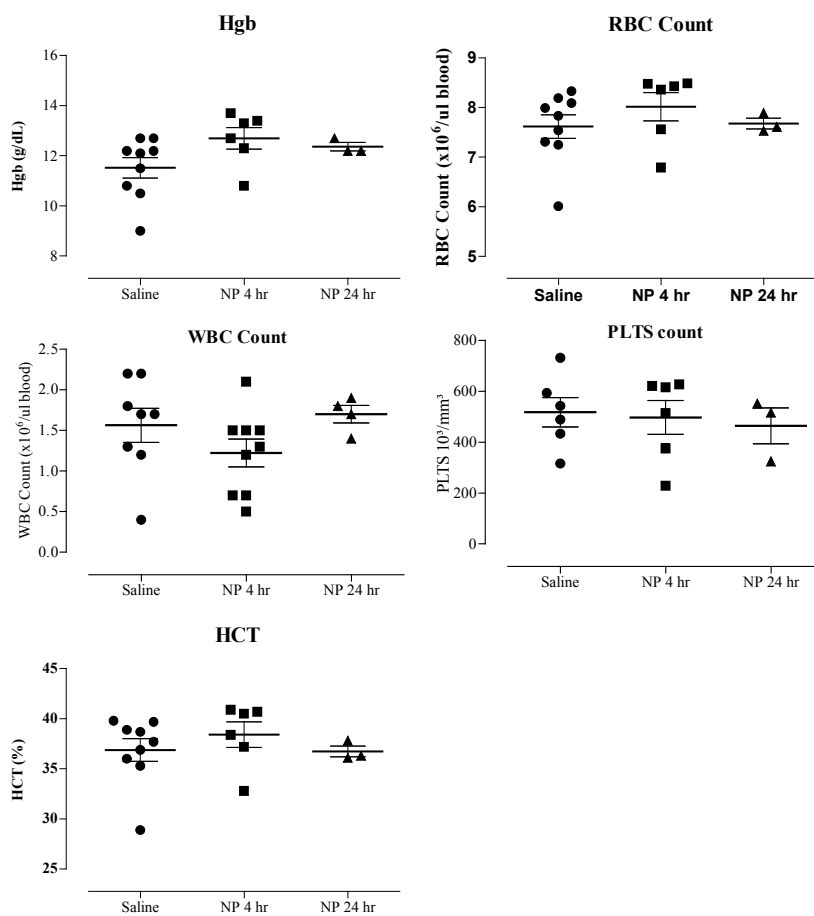 Hgb
Hgb (g/dL)
16
14
12
10
8
Saline NP 4 hr NP 24 hr
RBC Count
RBC Count (x10⁶/ul blood)
9
8
7
6
5
Saline NP 4 hr NP 24 hr
WBC Count
WBC Count (x10⁶/ul blood)
2.5
2.0
1.5
1.0
0.5
0.0
Saline NP 4 hr NP 24 hr
PLTS count
PLTS 10³/mm³
800
600
400
200
0
Saline NP 4 hr NP 24 hr
HCT
HCT (%)
45
40
35
30
25
Saline NP 4 hr NP 24 hr